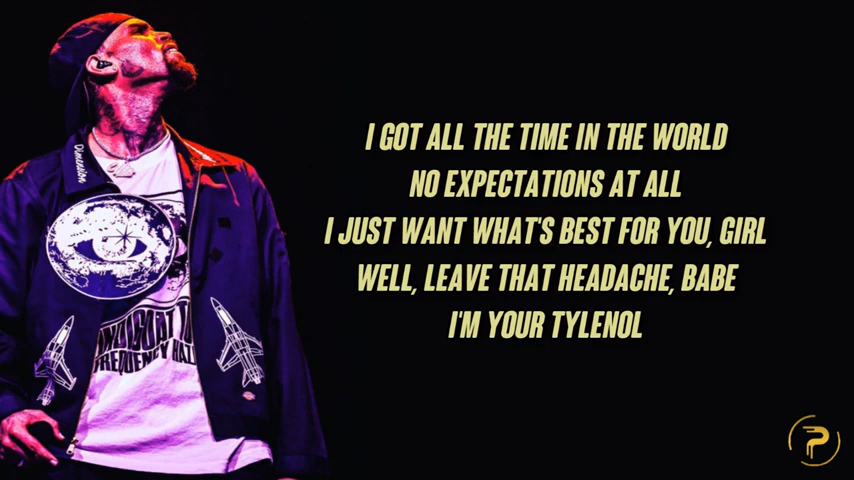 I GOT ALL THE TIME IN THE WORLD
NO EXPECTATIONS AT ALL
I JUST WANT WHAT'S BEST FOR YOU, GIRL
WELL, LEAVE THAT HEADACHE, BABE
I'M YOUR TYLENOL
Dimension